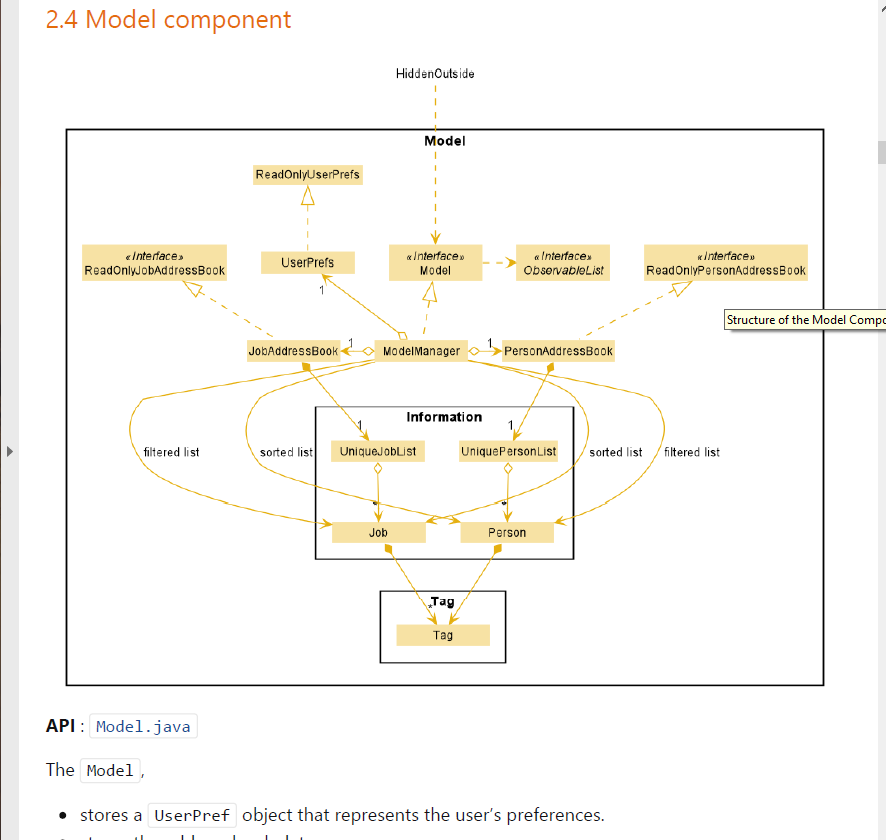 2.4 Model component
HiddenOutside
Model
ReadOnlyUserPrefs
«Interface»
ReadOnlyJobAddressBook
UserPrefs
«Interface»
Model
«Interface»
ObservableList
«Interface»
ReadOnlyPersonAddressBook
1
Structure of the Model Compo
JobAddressBook
1
ModelManager
1
PersonAddressBook
Information
1
1
filtered list
sorted list
UniqueJobList
UniquePersonList
sorted list
filtered list
*
*
Job
Person
Tag
*
Tag
API : Model.java
The Model,
• stores a UserPref object that represents the user’s preferences.